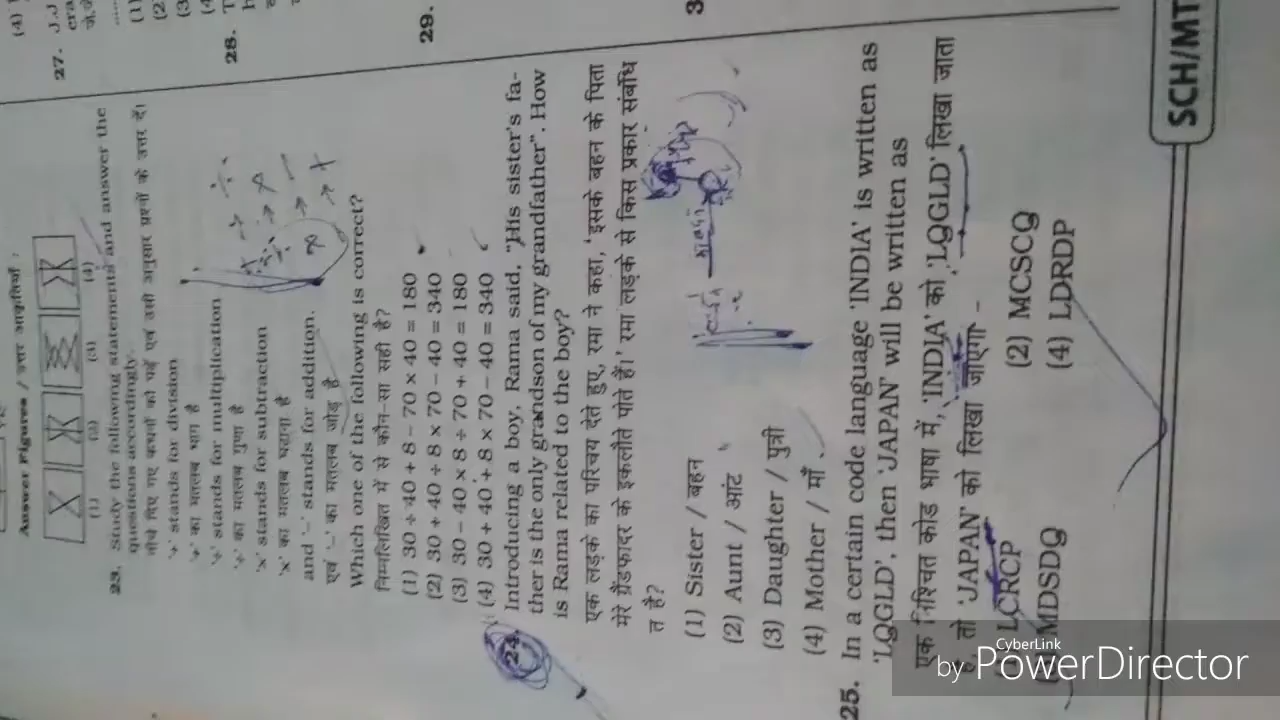 Answer Figures / उत्तर आकृतियाँ :
(1) (2) (3) (4)
23. Study the following statements and answer the
questions accordingly.
नीचे दिए गए कथनों को पढ़ें एवं उसी अनुसार प्रश्नों के उत्तर दें।
'+' stands for division
'+' का मतलब भाग है
'÷' stands for multiplication
'÷' का मतलब गुणा है
'×' stands for subtraction
'×' का मतलब घटाना है
and '–' stands for addition.
एवं '–' का मतलब जोड़ है
Which one of the following is correct?
निम्नलिखित में से कौन-सा सही है?
(1) 30 ÷ 40 + 8 – 70 × 40 = 180
(2) 30 + 40 ÷ 8 × 70 – 40 = 340
(3) 30 – 40 × 8 ÷ 70 + 40 = 180
(4) 30 + 40 + 8 × 70 – 40 = 340
24. Introducing a boy, Rama said, "His sister's fa-
ther is the only grandson of my grandfather". How
is Rama related to the boy?
एक लड़के का परिचय देते हुए, रमा ने कहा, 'इसके बहन के पिता
मेरे ग्रैंडफादर के इकलौते पोते हैं।' रमा लड़के से किस प्रकार संबंधि
त है?
(1) Sister / बहन
(2) Aunt / आंट
(3) Daughter / पुत्री
(4) Mother / माँ
25. In a certain code language 'INDIA' is written as
'LQGLD', then 'JAPAN' will be written as
एक निश्चित कोड भाषा में, 'INDIA' को 'LQGLD' लिखा जाता
है, तो 'JAPAN' को लिखा जाएगा –
LCRCP (2) MCSCQ
MDSDQ (4) LDRDP
SCH/MT
27. J.J
28.
29.
3
CyberLink
by PowerDirector